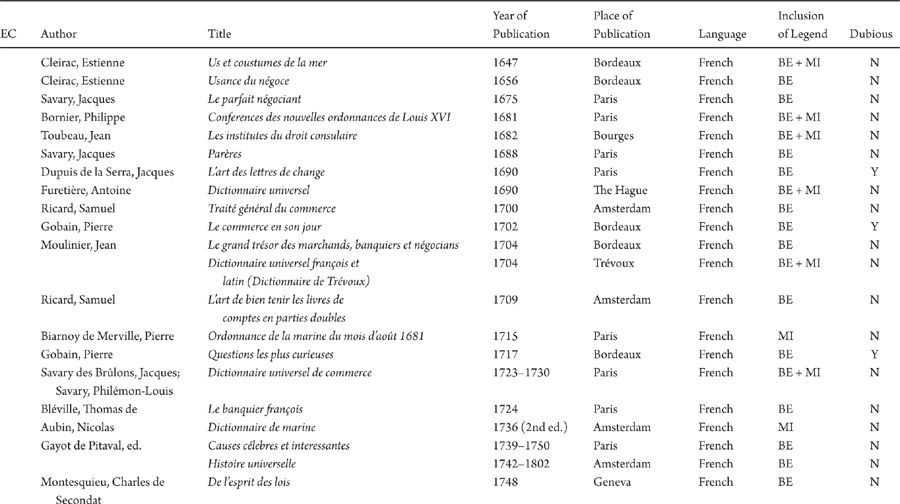 EC Author Title Year of Publication Place of Publication Language Inclusion of Legend Dubious
Cleirac, Estienne Us et coustumes de la mer 1647 Bordeaux French BE + MI N
Cleirac, Estienne Usance du négoce 1656 Bordeaux French BE N
Savary, Jacques Le parfait négociant 1675 Paris French BE N
Bornier, Philippe Conferences des nouvelles ordonnances de Louis XVI 1681 Paris French BE + MI N
Toubeau, Jean Les institutes du droit consulaire 1682 Bourges French BE + MI N
Savary, Jacques Parères 1688 Paris French BE N
Dupuis de la Serra, Jacques L'art des lettres de change 1690 Paris French BE Y
Furetière, Antoine Dictionnaire universel 1690 The Hague French BE + MI N
Ricard, Samuel Traité général du commerce 1700 Amsterdam French BE N
Gobain, Pierre Le commerce en son jour 1702 Bordeaux French BE Y
Moulinier, Jean Le grand trésor des marchands, banquiers et négocians 1704 Bordeaux French BE N
Dictionnaire universel françois et 1704 Trévoux French BE + MI N
latin (Dictionnaire de Trévoux)
Ricard, Samuel L'art de bien tenir les livres de 1709 Amsterdam French BE N
comptes en parties doubles
Biarnoy de Merville, Pierre Ordonnance de la marine du mois d'août 1681 1715 Paris French MI N
Gobain, Pierre Questions les plus curieuses 1717 Bordeaux French BE Y
Savary des Brûlons, Jacques; Dictionnaire universel de commerce 1723–1730 Paris French BE + MI N
Savary, Philémon-Louis
Bléville, Thomas de Le banquier françois 1724 Paris French BE N
Aubin, Nicolas Dictionnaire de marine 1736 (2nd ed.) Amsterdam French MI N
Gayot de Pitaval, ed. Causes célebres et interessantes 1739–1750 Paris French BE N
Histoire universelle 1742–1802 Amsterdam French BE N
Montesquieu, Charles de De l'esprit des lois 1748 Geneva French BE N
Secondat